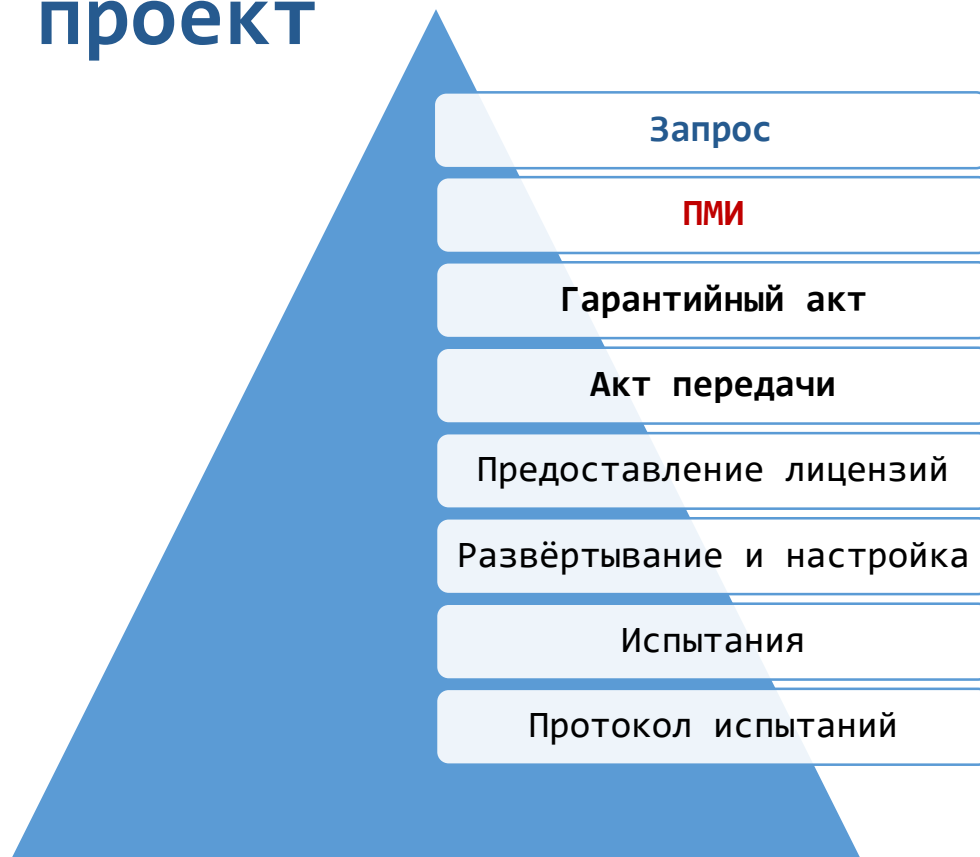 проект
Запрос
ПМИ
Гарантийный акт
Акт передачи
Предоставление лицензий
Развёртывание и настройка
Испытания
Протокол испытаний